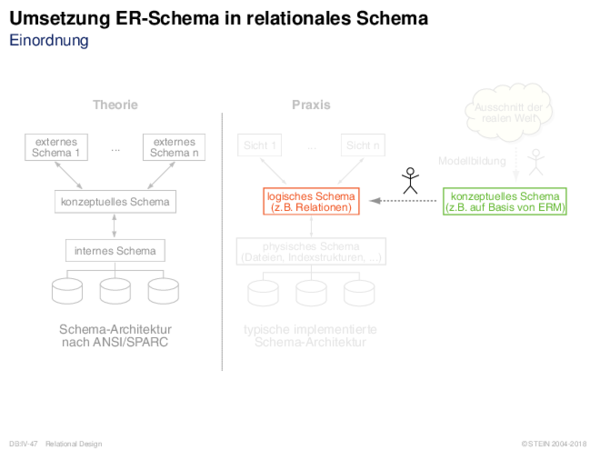 Umsetzung ER-Schema in relationales Schema
Einordnung
Theorie
externes
Schema 1
...
externes
Schema n
konzeptuelles Schema
internes Schema
Schema-Architektur
nach ANSI/SPARC
Praxis
Sicht 1
...
Sicht n
logisches Schema
(z.B. Relationen)
physisches Schema
(Dateien, Indexstrukturen, ...)
typische implementierte
Schema-Architektur
Ausschnitt der
realen Welt
Modellbildung
konzeptuelles Schema
(z.B. auf Basis von ERM)
DB:IV-47 Relational Design
© STEIN 2004-2018